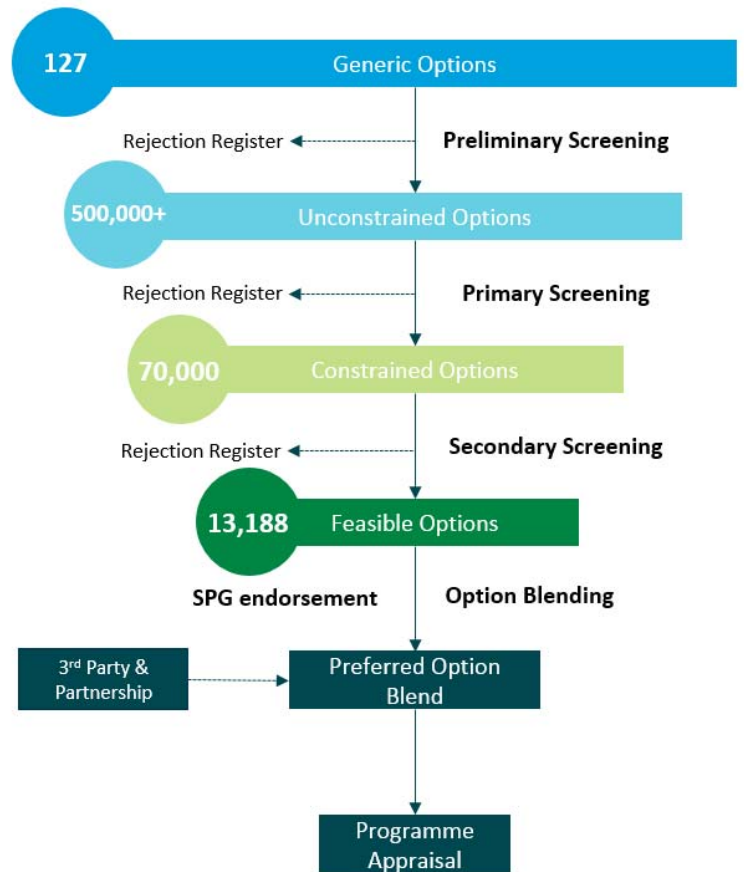 127
Generic Options
Rejection Register
Preliminary Screening
500,000+
Unconstrained Options
Rejection Register
Primary Screening
70,000
Constrained Options
Rejection Register
Secondary Screening
13,188
Feasible Options
SPG endorsement
Option Blending
3rd Party &
Partnership
Preferred Option
Blend
Programme
Appraisal